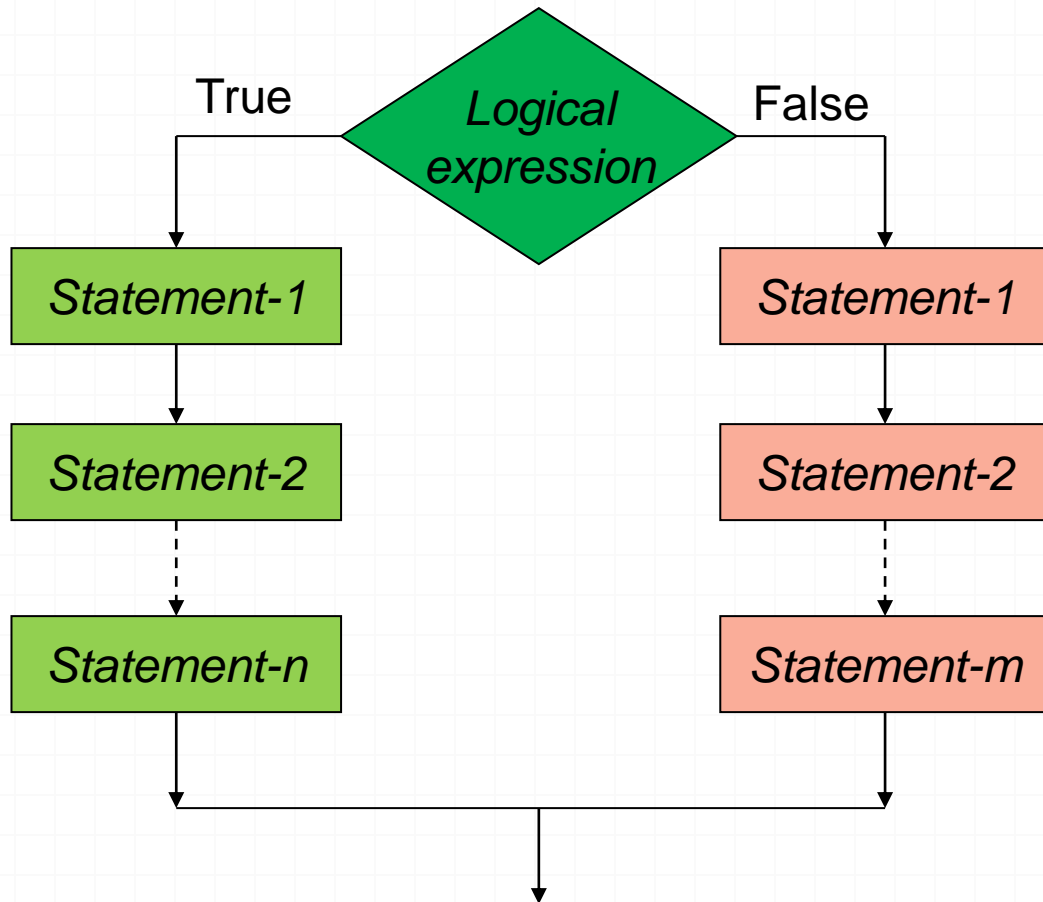 True
Logical
expression
False
Statement-1
Statement-1
Statement-2
Statement-2
Statement-n
Statement-m